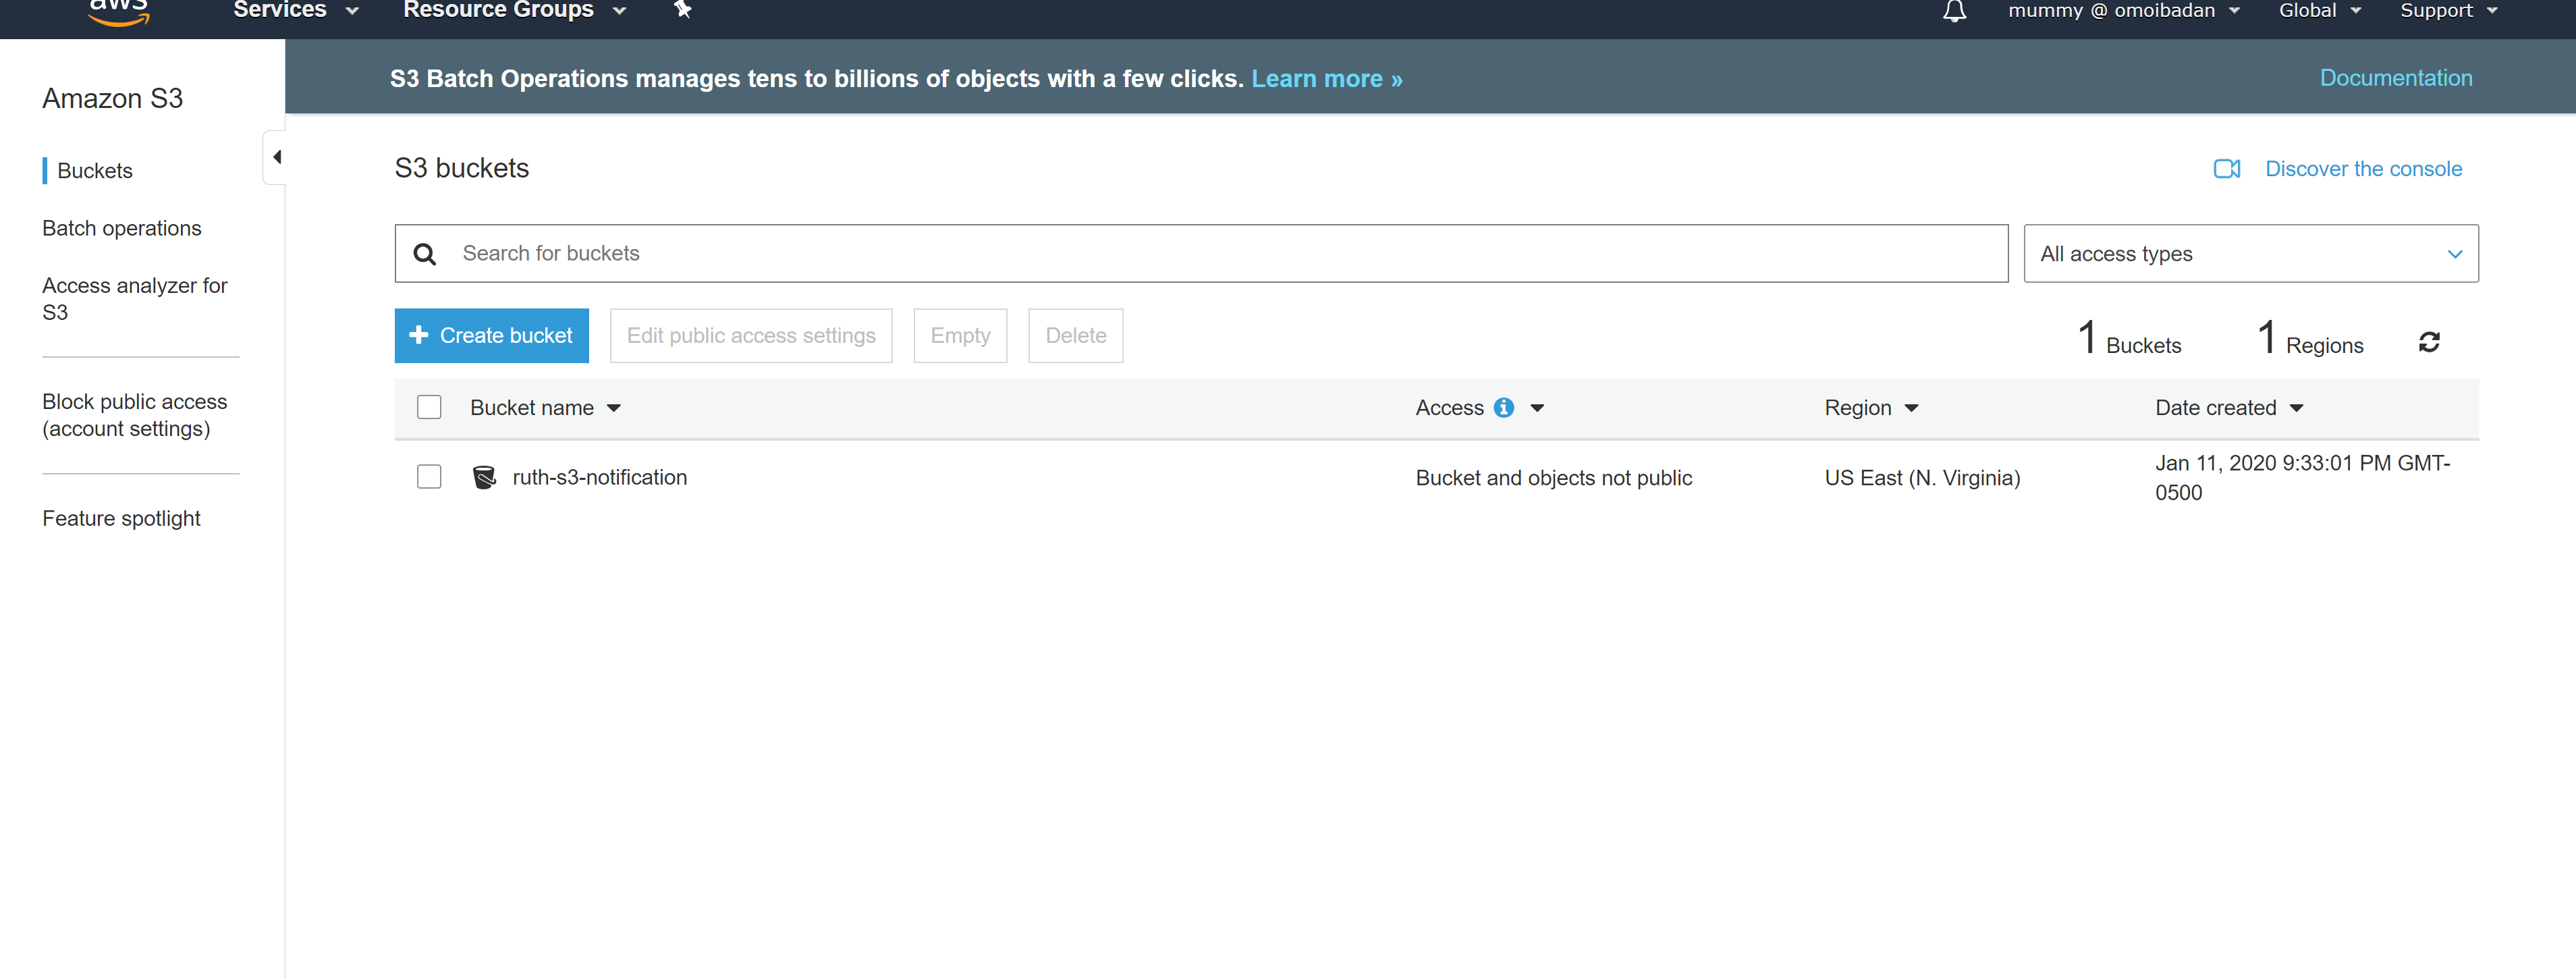 aws Services Resource Groups mummy @ omoibadan Global Support
Amazon S3
Buckets
Batch operations
Access analyzer for
S3
Block public access
(account settings)
Feature spotlight
S3 Batch Operations manages tens to billions of objects with a few clicks. Learn more » Documentation
S3 buckets Discover the console
Search for buckets All access types
Create bucket Edit public access settings Empty Delete 1 Buckets 1 Regions
Bucket name Access Region Date created
ruth-s3-notification Bucket and objects not public US East (N. Virginia) Jan 11, 2020 9:33:01 PM GMT-
0500